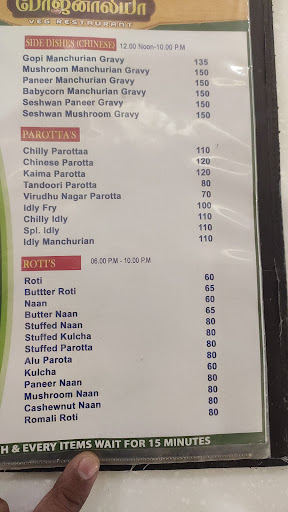 போஜனாலயா
VEG RESTAURANT
SIDE DISHES (CHINESE) 12.00 Noon-10.00 P.M
Gopi Manchurian Gravy 135
Mushroom Manchurian Gravy 150
Paneer Manchurian Gravy 150
Babycorn Manchurian Gravy 150
Seshwan Paneer Gravy 150
Seshwan Mushroom Gravy 150
PAROTTA'S
Chilly Parottaa 110
Chinese Parotta 120
Kaima Parotta 120
Tandoori Parotta 80
Virudhu Nagar Parotta 70
Idly Fry 100
Chilly Idly 110
Spl. Idly 110
Idly Manchurian 110
ROTI'S 06.00 P.M - 10.00 P.M
Roti 60
Buttter Roti 65
Naan 60
Butter Naan 65
Stuffed Naan 80
Stuffed Kulcha 80
Stuffed Parotta 80
Alu Parota 80
Kulcha 60
Paneer Naan 80
Mushroom Naan 80
Cashewnut Naan 80
Romali Roti 80
H & EVERY ITEMS WAIT FOR 15 MINUTES